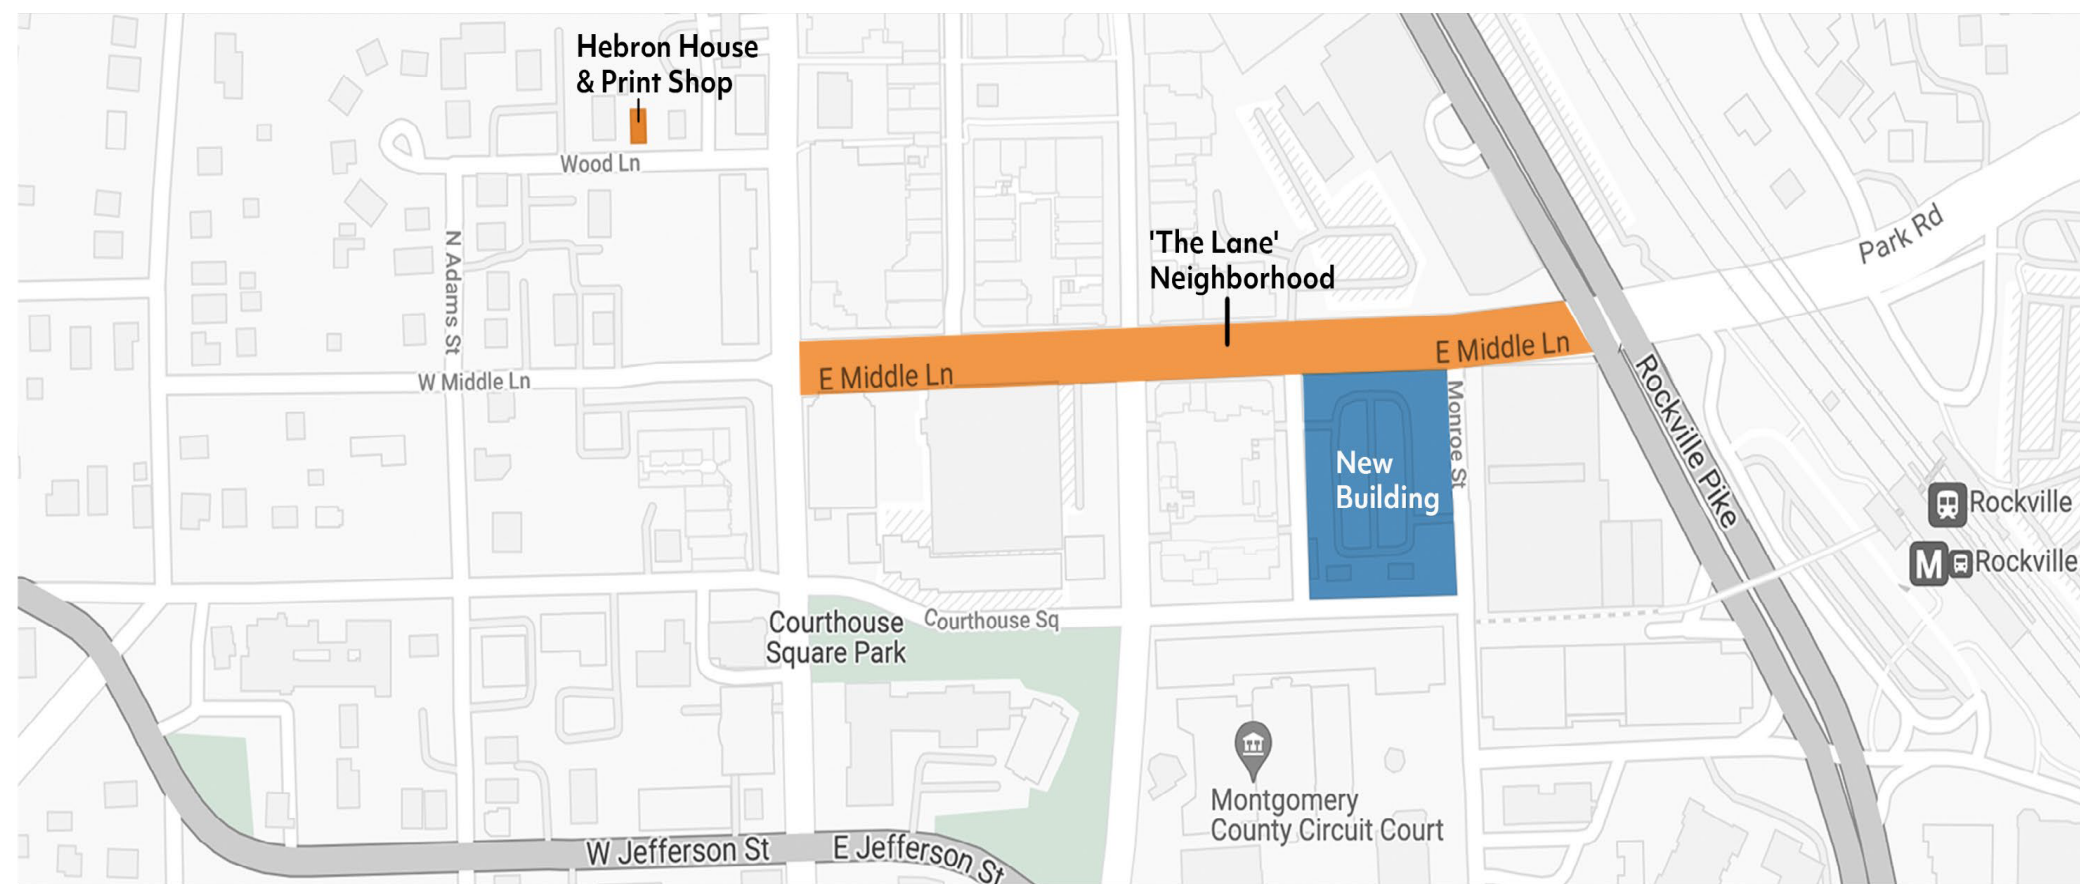 Hebron House
& Print Shop
Wood Ln
N Adams St
'The Lane'
Neighborhood
Park Rd
E Middle Ln
E Middle Ln
W Middle Ln
Monroe St
Rockville Pike
New
Building
Rockville
M
Rockville
Courthouse
Square Park
Courthouse Sq
Montgomery
County Circuit Court
W Jefferson St
E Jefferson St